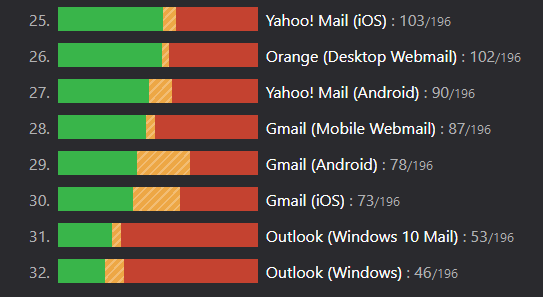 25. Yahoo! Mail (iOS) : 103/196
26. Orange (Desktop Webmail) : 102/196
27. Yahoo! Mail (Android) : 90/196
28. Gmail (Mobile Webmail) : 87/196
29. Gmail (Android) : 78/196
30. Gmail (iOS) : 73/196
31. Outlook (Windows 10 Mail) : 53/196
32. Outlook (Windows) : 46/196